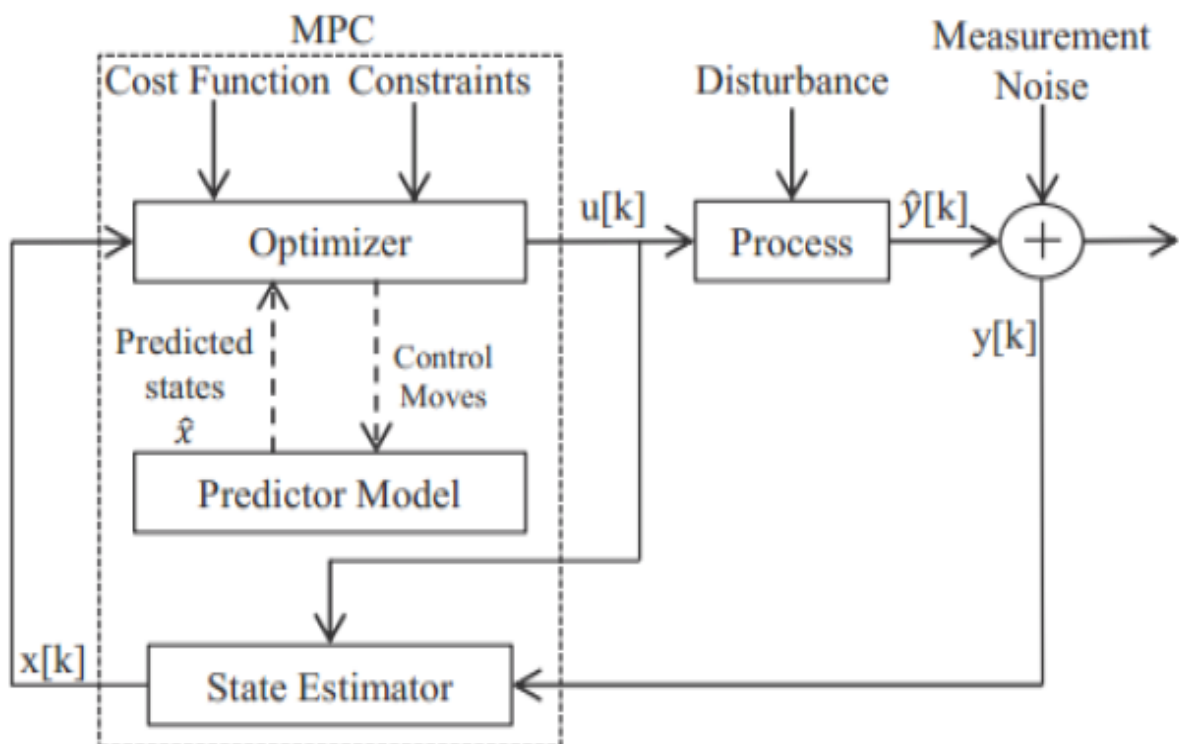 MPC
Cost Function
Constraints
Disturbance
Measurement
Noise
Optimizer
u[k]
Process
ŷ[k]
+
Predicted
states
x̂
Control
Moves
y[k]
Predictor Model
x[k]
State Estimator